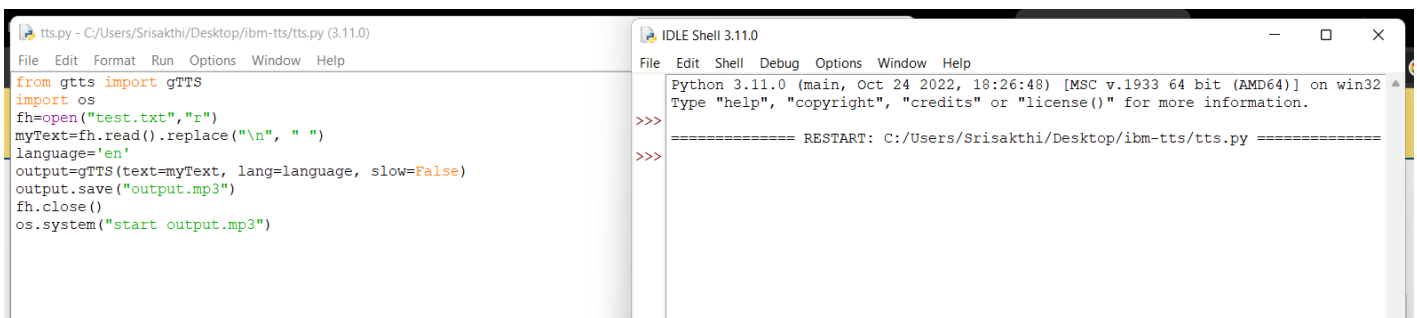 tts.py - C:/Users/Srisakthi/Desktop/ibm-tts/tts.py (3.11.0)
File Edit Format Run Options Window Help
from gtts import gTTS
import os
fh=open("test.txt","r")
myText=fh.read().replace("\n", " ")
language='en'
output=gTTS(text=myText, lang=language, slow=False)
output.save("output.mp3")
fh.close()
os.system("start output.mp3")
IDLE Shell 3.11.0
File Edit Shell Debug Options Window Help
Python 3.11.0 (main, Oct 24 2022, 18:26:48) [MSC v.1933 64 bit (AMD64)] on win32
Type "help", "copyright", "credits" or "license()" for more information.
>>>
============== RESTART: C:/Users/Srisakthi/Desktop/ibm-tts/tts.py ==============
>>>